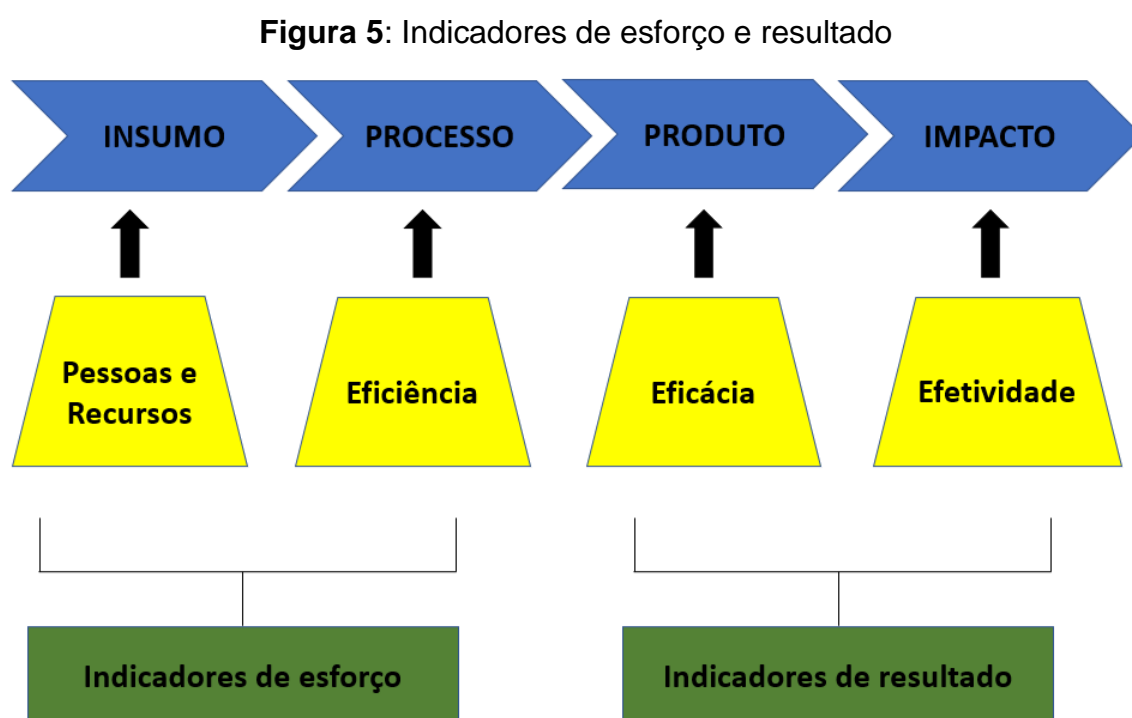 Figura 5: Indicadores de esforço e resultado
INSUMO
PROCESSO
PRODUTO
IMPACTO
Pessoas e
Recursos
Eficiência
Eficácia
Efetividade
Indicadores de esforço
Indicadores de resultado